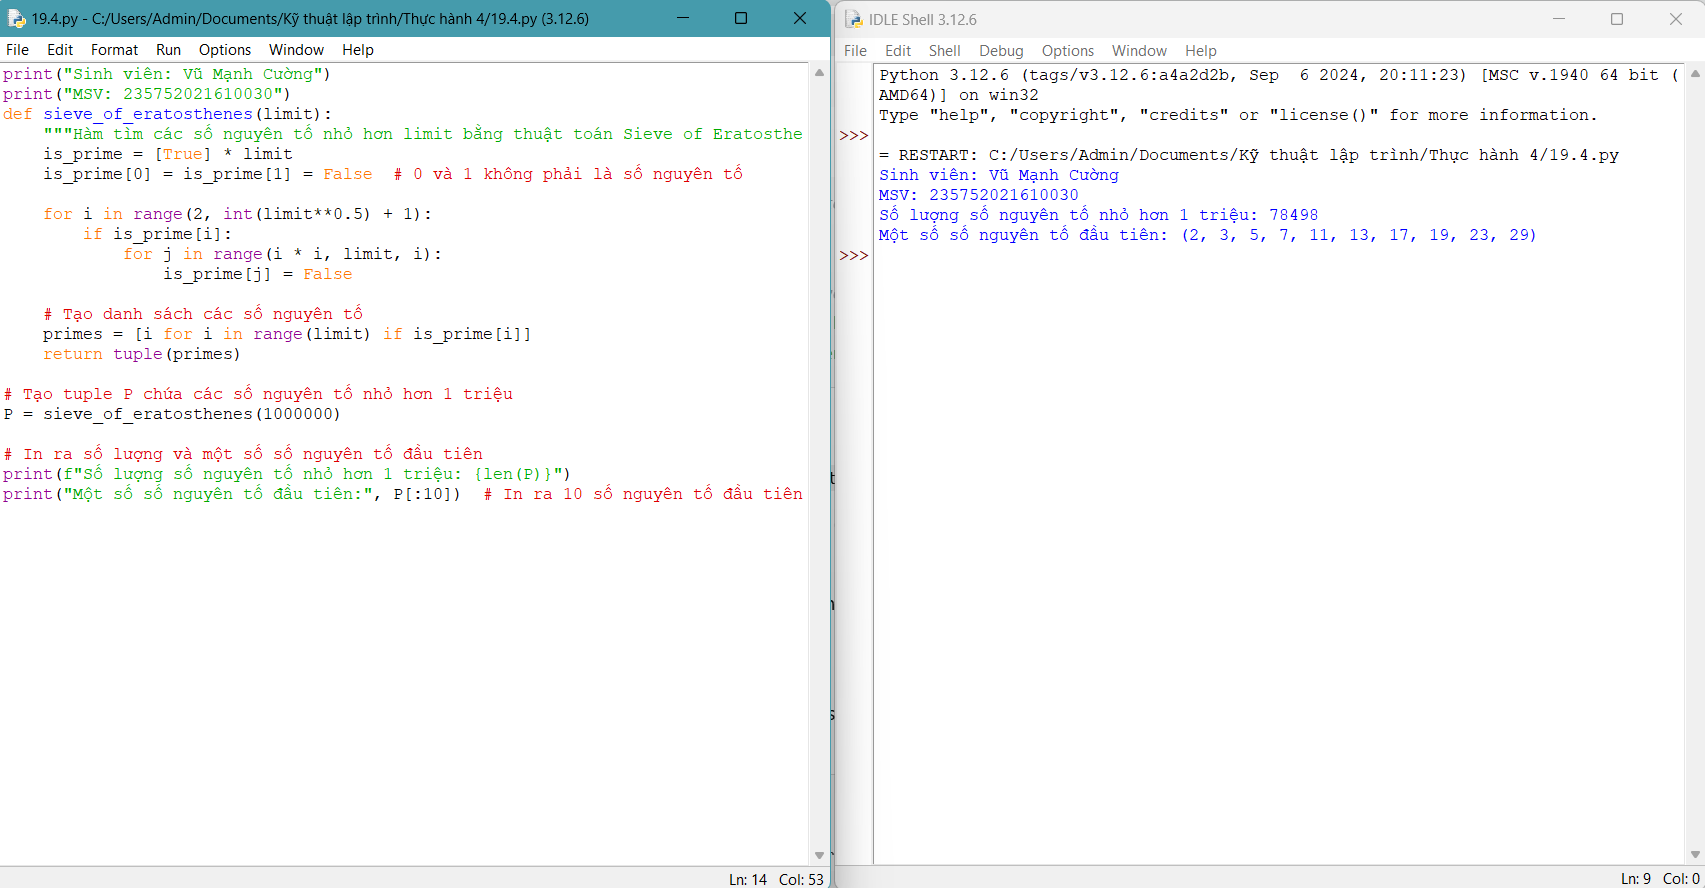 19.4.py - C:/Users/Admin/Documents/Kỹ thuật lập trình/Thực hành 4/19.4.py (3.12.6)
File Edit Format Run Options Window Help
print("Sinh viên: Vũ Mạnh Cường")
print("MSV: 235752021610030")
def sieve_of_eratosthenes(limit):
    """Hàm tìm các số nguyên tố nhỏ hơn limit bằng thuật toán Sieve of Eratosthe
    is_prime = [True] * limit
    is_prime[0] = is_prime[1] = False  # 0 và 1 không phải là số nguyên tố
    for i in range(2, int(limit**0.5) + 1):
        if is_prime[i]:
            for j in range(i * i, limit, i):
                is_prime[j] = False
    # Tạo danh sách các số nguyên tố
    primes = [i for i in range(limit) if is_prime[i]]
    return tuple(primes)
# Tạo tuple P chứa các số nguyên tố nhỏ hơn 1 triệu
P = sieve_of_eratosthenes(1000000)
# In ra số lượng và một số số nguyên tố đầu tiên
print(f"Số lượng số nguyên tố nhỏ hơn 1 triệu: {len(P)}")
print("Một số số nguyên tố đầu tiên:", P[:10])  # In ra 10 số nguyên tố đầu tiên
Ln: 14 Col: 53
IDLE Shell 3.12.6
File Edit Shell Debug Options Window Help
Python 3.12.6 (tags/v3.12.6:a4a2d2b, Sep  6 2024, 20:11:23) [MSC v.1940 64 bit (
AMD64)] on win32
Type "help", "copyright", "credits" or "license()" for more information.
>>>
= RESTART: C:/Users/Admin/Documents/Kỹ thuật lập trình/Thực hành 4/19.4.py
Sinh viên: Vũ Mạnh Cường
MSV: 235752021610030
Số lượng số nguyên tố nhỏ hơn 1 triệu: 78498
Một số số nguyên tố đầu tiên: (2, 3, 5, 7, 11, 13, 17, 19, 23, 29)
>>>
Ln: 9 Col: 0